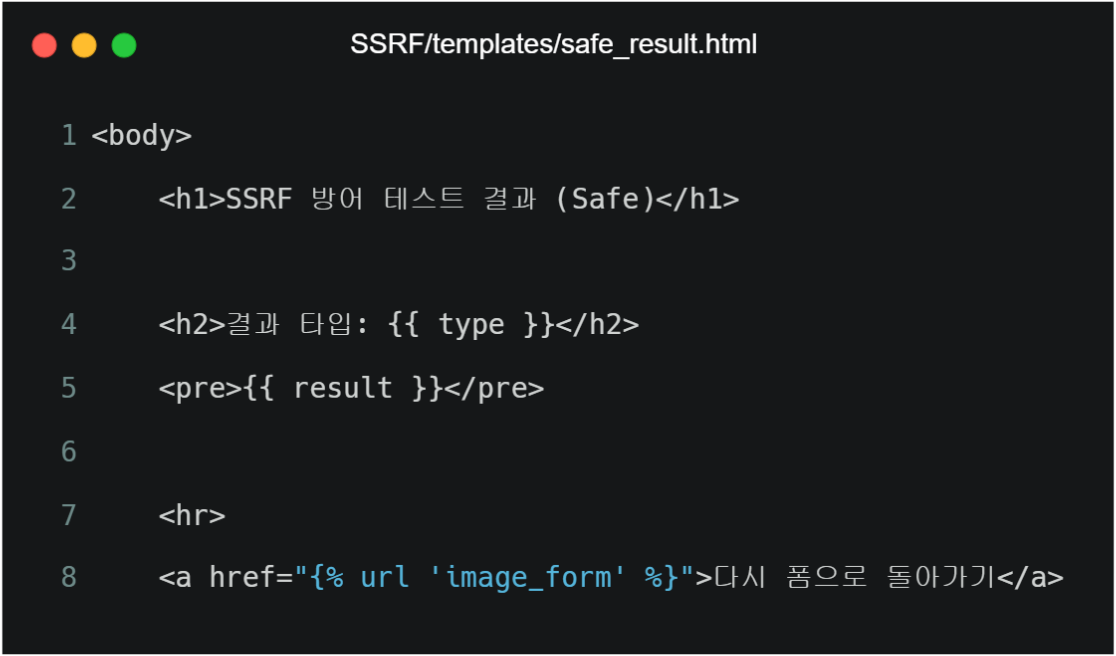 SSRF/templates/safe_result.html
1 <body>
2     <h1>SSRF 방어 테스트 결과 (Safe)</h1>
3
4     <h2>결과 타입: {{ type }}</h2>
5     <pre>{{ result }}</pre>
6
7     <hr>
8     <a href="{% url 'image_form' %}">다시 폼으로 돌아가기</a>